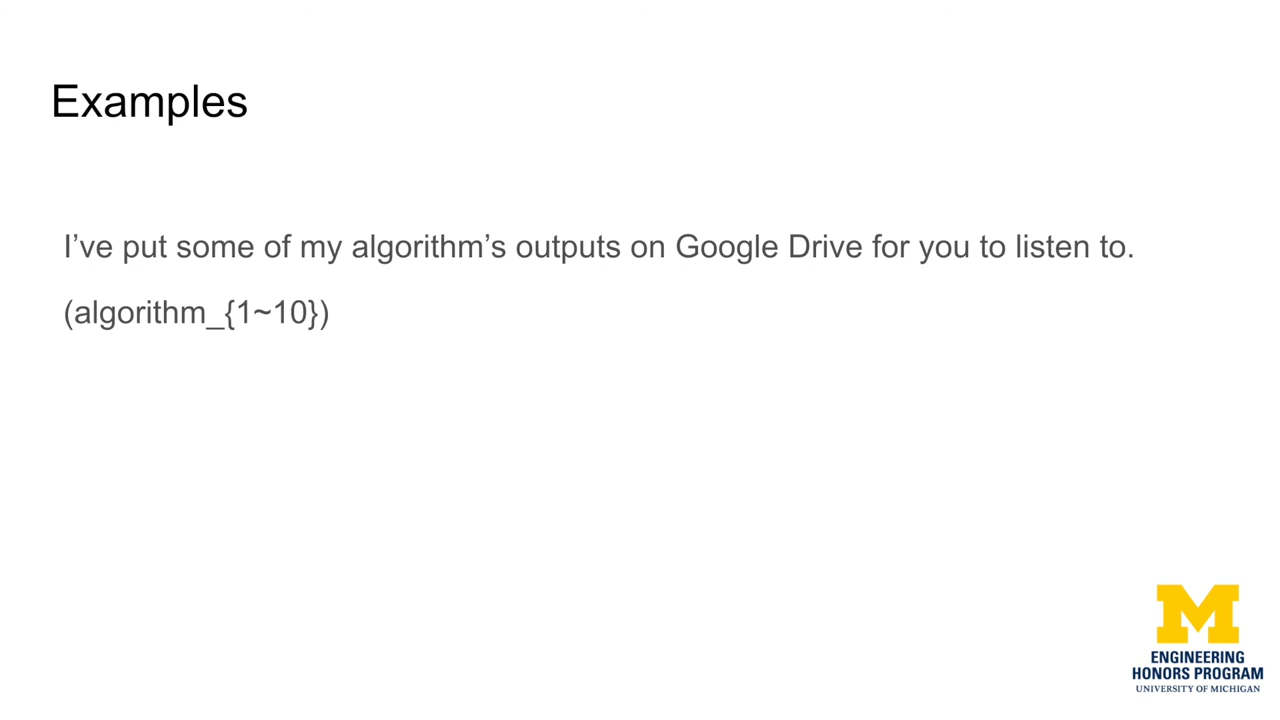 Examples
I’ve put some of my algorithm’s outputs on Google Drive for you to listen to.
(algorithm_{1~10})
M
ENGINEERING
HONORS PROGRAM
UNIVERSITY OF MICHIGAN